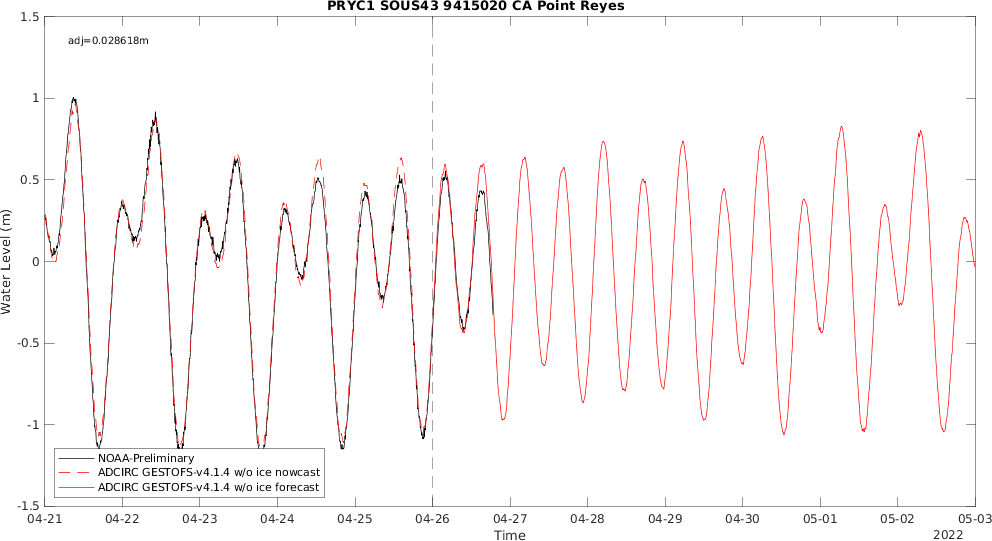 PRYC1 SOUS43 9415020 CA Point Reyes
adj=0.028618m
1.5
1
0.5
0
-0.5
-1
-1.5
Water Level (m)
NOAA-Preliminary
ADCIRC GESTOFS-v4.1.4 w/o ice nowcast
ADCIRC GESTOFS-v4.1.4 w/o ice forecast
04-21 04-22 04-23 04-24 04-25 04-26 04-27 04-28 04-29 04-30 05-01 05-02 05-03
Time
2022